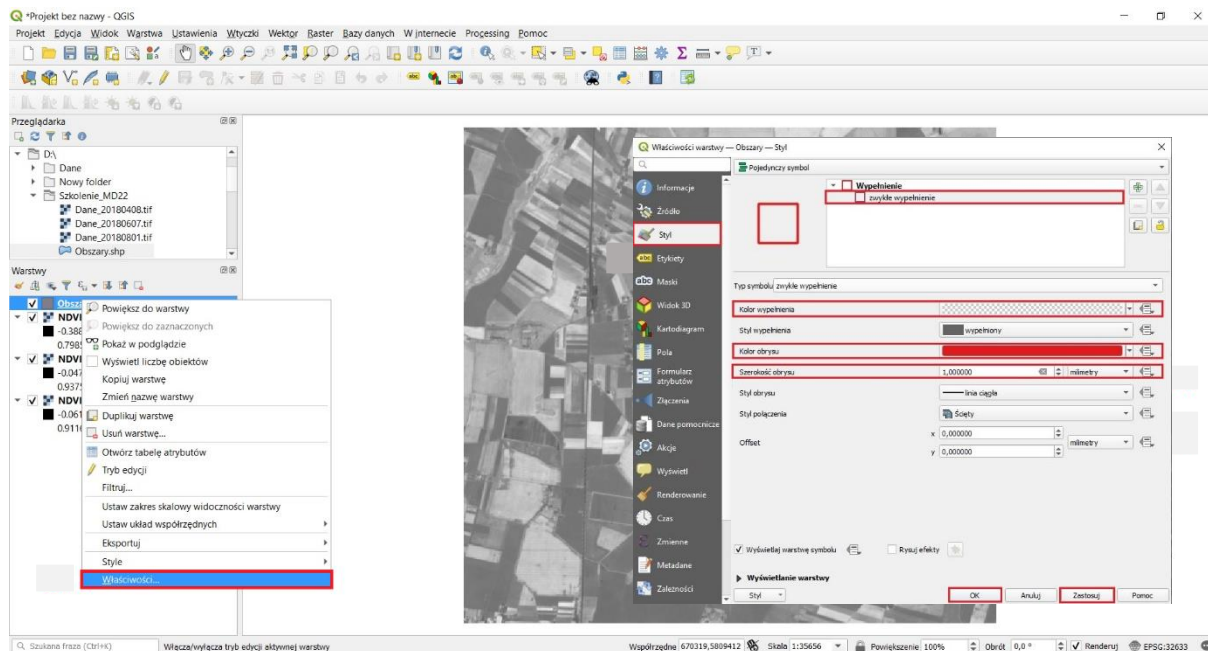 *Projekt bez nazwy - QGIS
Projekt Edycja Widok Warstwa Ustawienia Wtyczki Wektor Raster Bazy danych W internecie Processing Pomoc
Przeglądarka
D:\
Dane
Nowy folder
Szkolenie_MD22
Dane_20180408.tif
Dane_20180607.tif
Dane_20180801.tif
Obszary.shp
Warstwy
Obsza
NDVI
-0.388
0.798
NDVI
-0.047
0.937
NDVI
-0.061
0.911
Powiększ do warstwy
Powiększ do zaznaczonych
Pokaż w podglądzie
Wyświetl liczbę obiektów
Kopiuj warstwę
Zmień nazwę warstwy
Duplikuj warstwę
Usuń warstwę...
Otwórz tabelę atrybutów
Tryb edycji
Filtruj...
Ustaw zakres skalowy widoczności warstwy
Ustaw układ współrzędnych
Eksportuj
Style
Właściwości...
Właściwości warstwy — Obszary — Styl
Informacje
Źródło
Styl
Etykiety
Maski
Widok 3D
Kartodiagram
Pola
Formularz
atrybutów
Złączenia
Dane pomocnicze
Akcje
Wyświetl
Renderowanie
Czas
Zmienne
Metadane
Zależności
Pojedynczy symbol
Wypełnienie
zwykłe wypełnienie
Typ symbolu zwykłe wypełnienie
Kolor wypełnienia
Styl wypełnienia wypełniony
Kolor obrysu
Szerokość obrysu 1,000000 milimetry
Styl obrysu linia ciągła
Styl połączenia Ścięty
Offset x 0,000000 milimetry
y 0,000000
Wyświetlaj warstwę symbolu Rysuj efekty
Wyświetlanie warstwy
Styl OK Anuluj Zastosuj Pomoc
Szukana fraza (Ctrl+K) Włącza/wyłącza tryb edycji aktywnej warstwy Współrzędne 670319,5809412 Skala 1:35656 Powiększenie 100% Obrót 0,0 ° Renderuj EPSG:32633